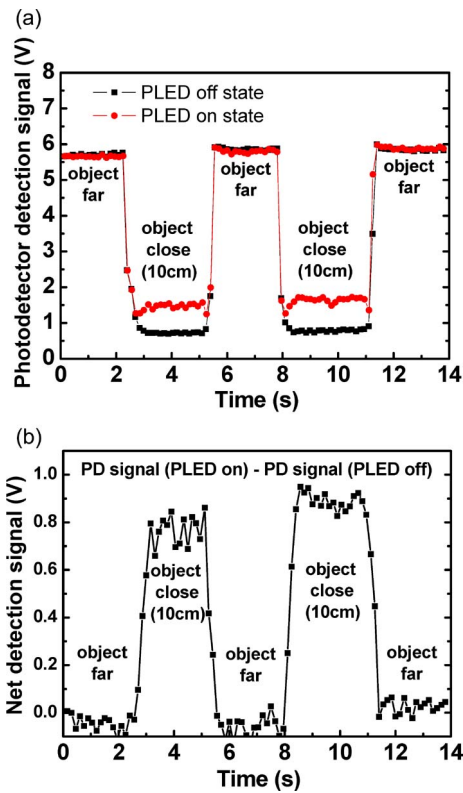 (a)
Photodetector detection signal (V)
8
7
6
5
4
3
2
1
0
PLED off state
PLED on state
object
far
object
close
(10cm)
object
far
object
close
(10cm)
object
far
0 2 4 6 8 10 12 14
Time (s)
(b)
Net detection signal (V)
1.0
0.8
0.6
0.4
0.2
0.0
PD signal (PLED on) - PD signal (PLED off)
object
far
object
close
(10cm)
object
far
object
close
(10cm)
object
far
0 2 4 6 8 10 12 14
Time (s)